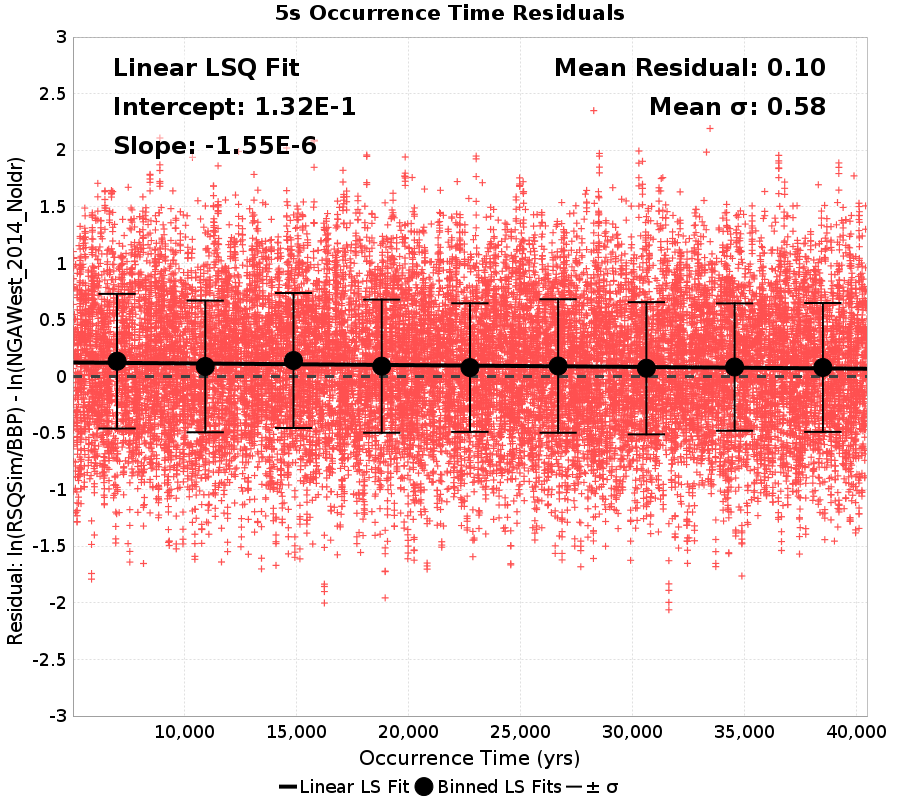 5s Occurrence Time Residuals
Linear LSQ Fit
Intercept: 1.32E-1
Slope: -1.55E-6
Mean Residual: 0.10
Mean σ: 0.58
Residual: ln(RSQSim/BBP) - ln(NGAWest_2014_NoIdr)
3
2.5
2
1.5
1
0.5
0
-0.5
-1
-1.5
-2
-2.5
-3
10,000 15,000 20,000 25,000 30,000 35,000 40,000
Occurrence Time (yrs)
Linear LS Fit Binned LS Fits ± σ